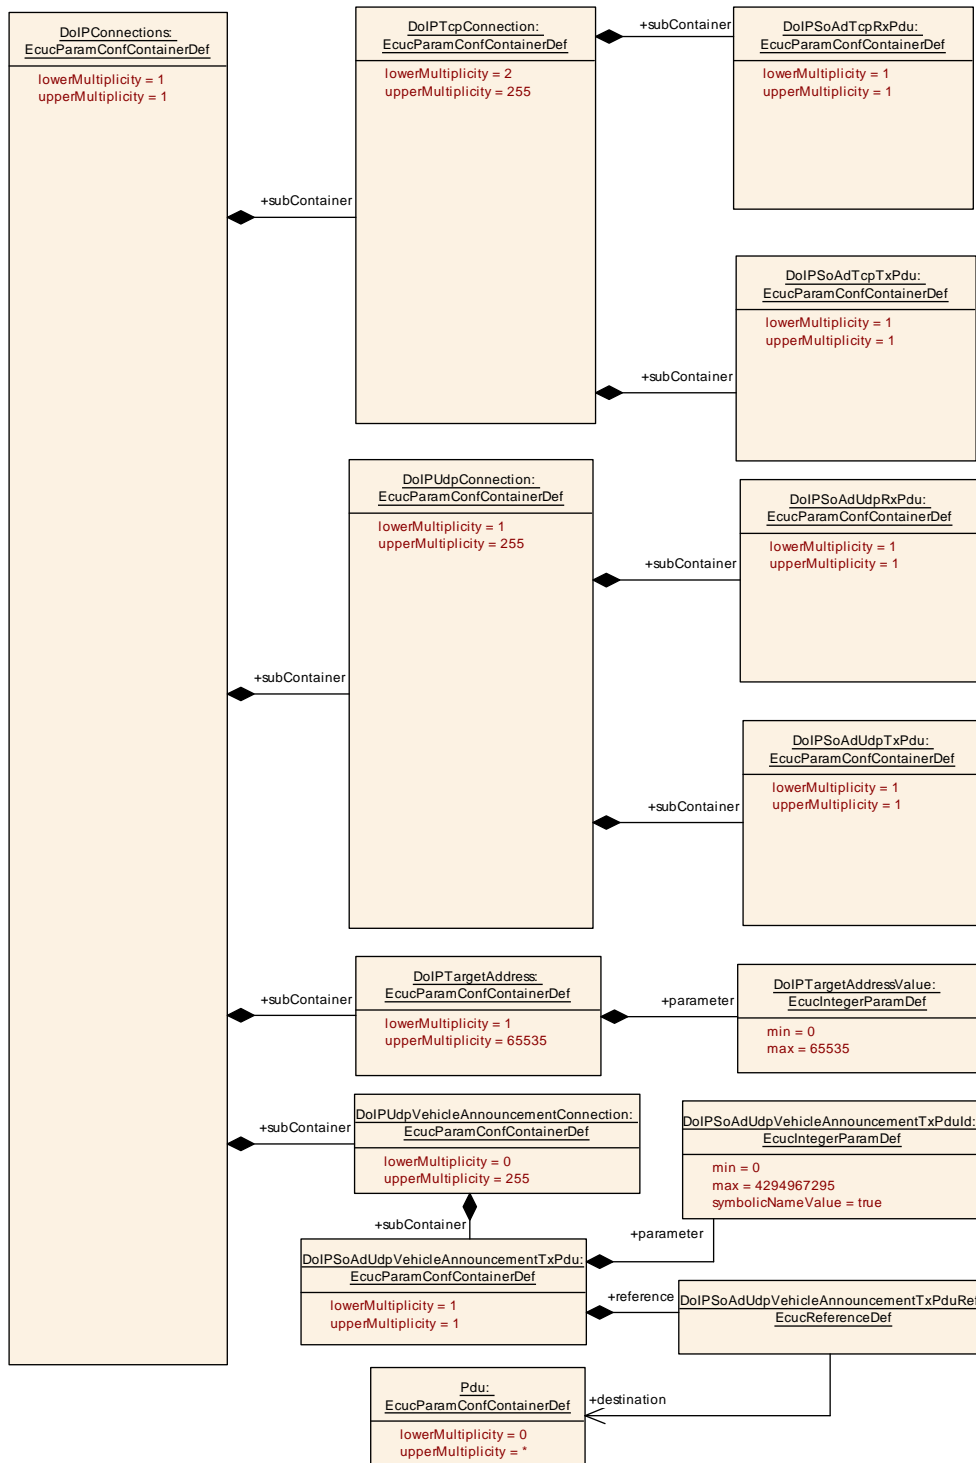 DoIPConnections:
EcucParamConfContainerDef
lowerMultiplicity = 1
upperMultiplicity = 1
+subContainer
DoIPTcpConnection:
EcucParamConfContainerDef
lowerMultiplicity = 2
upperMultiplicity = 255
+subContainer
DoIPSoAdTcpRxPdu:
EcucParamConfContainerDef
lowerMultiplicity = 1
upperMultiplicity = 1
+subContainer
DoIPSoAdTcpTxPdu:
EcucParamConfContainerDef
lowerMultiplicity = 1
upperMultiplicity = 1
+subContainer
DoIPUdpConnection:
EcucParamConfContainerDef
lowerMultiplicity = 1
upperMultiplicity = 255
+subContainer
DoIPSoAdUdpRxPdu:
EcucParamConfContainerDef
lowerMultiplicity = 1
upperMultiplicity = 1
+subContainer
DoIPSoAdUdpTxPdu:
EcucParamConfContainerDef
lowerMultiplicity = 1
upperMultiplicity = 1
+subContainer
DoIPTargetAddress:
EcucParamConfContainerDef
lowerMultiplicity = 1
upperMultiplicity = 65535
+parameter
DoIPTargetAddressValue:
EcucIntegerParamDef
min = 0
max = 65535
+subContainer
DoIPUdpVehicleAnnouncementConnection:
EcucParamConfContainerDef
lowerMultiplicity = 0
upperMultiplicity = 255
+subContainer
DoIPSoAdUdpVehicleAnnouncementTxPdu:
EcucParamConfContainerDef
lowerMultiplicity = 1
upperMultiplicity = 1
+parameter
DoIPSoAdUdpVehicleAnnouncementTxPduId:
EcucIntegerParamDef
min = 0
max = 4294967295
symbolicNameValue = true
+reference
DoIPSoAdUdpVehicleAnnouncementTxPduRef
EcucReferenceDef
+destination
Pdu:
EcucParamConfContainerDef
lowerMultiplicity = 0
upperMultiplicity = *